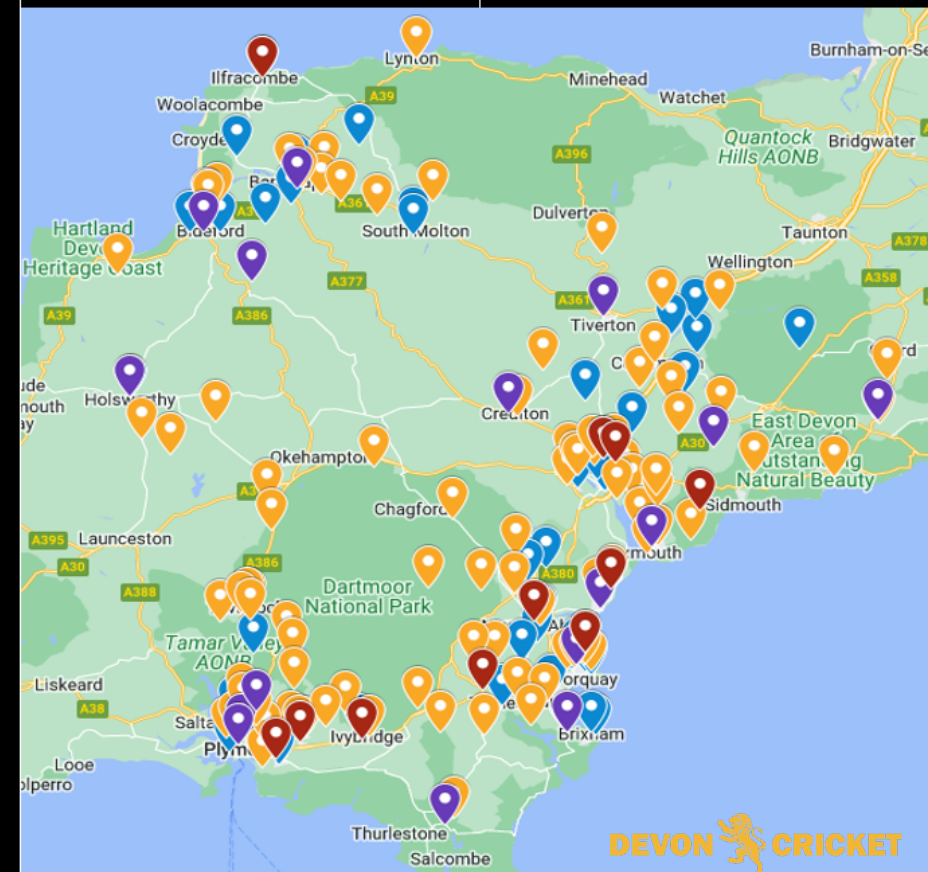 Burnham-on-Se
Lynton
Ilfracombe
Minehead
Woolacombe
A39
Watchet
Croyde
Quantock
Hills AONB
Bridgwater
A396
A361
Dulverton
Bideford
South Molton
Taunton
Hartland
Devon
Heritage Coast
A378
Wellington
A377
A358
A361
A39
A386
Tiverton
Holsworthy
Crediton
A30
East Devon
Area of
Outstanding
Natural Beauty
Okehampton
Chagford
Sidmouth
A395
Launceston
A30
A386
A380
A388
Dartmoor
National Park
Tamar Valley
AONB
Liskeard
A38
Ivybridge
Brixham
Looe
olperro
Thurlestone
Salcombe
DEVON CRICKET